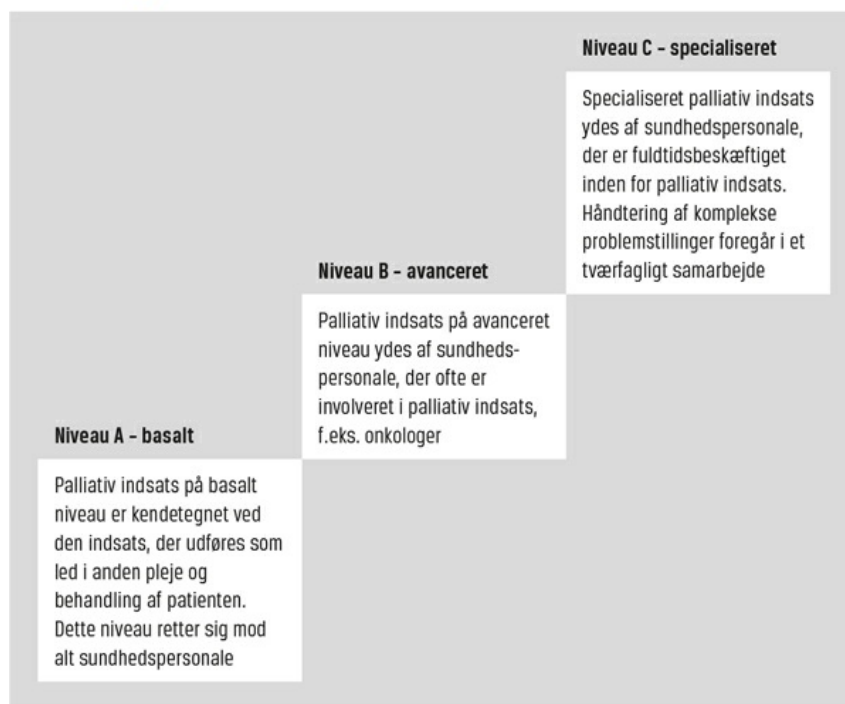 Niveau C – specialiseret
Specialiseret palliativ indsats
ydes af sundhedspersonale,
der er fuldtidsbeskæftiget
inden for palliativ indsats.
Håndtering af komplekse
problemstillinger foregår i et
tværfagligt samarbejde
Niveau B – avanceret
Palliativ indsats på avanceret
niveau ydes af sundheds-
personale, der ofte er
involveret i palliativ indsats,
f.eks. onkologer
Niveau A – basalt
Palliativ indsats på basalt
niveau er kendetegnet ved
den indsats, der udføres som
led i anden pleje og
behandling af patienten.
Dette niveau retter sig mod
alt sundhedspersonale